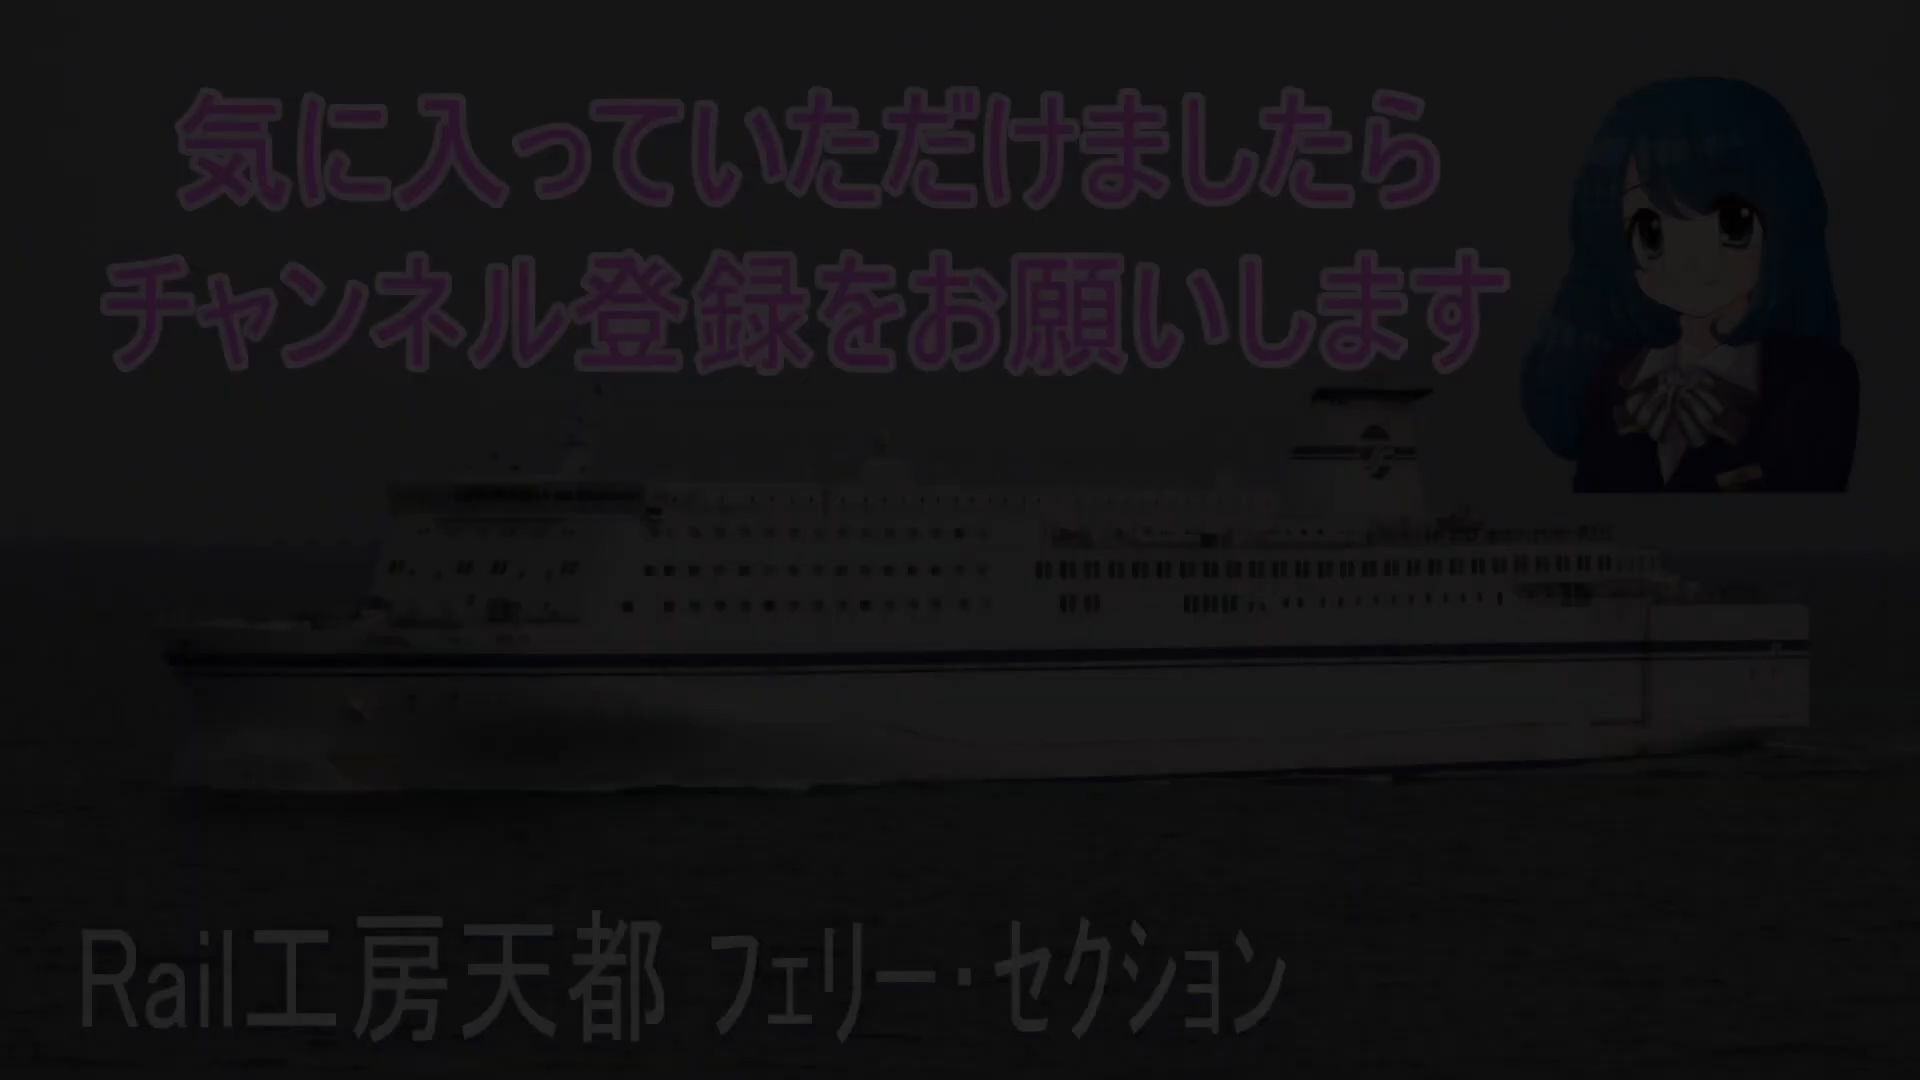 気に入っていただけましたら
チャンネル登録をお願いします
Rail工房天都 フェリー・セクション